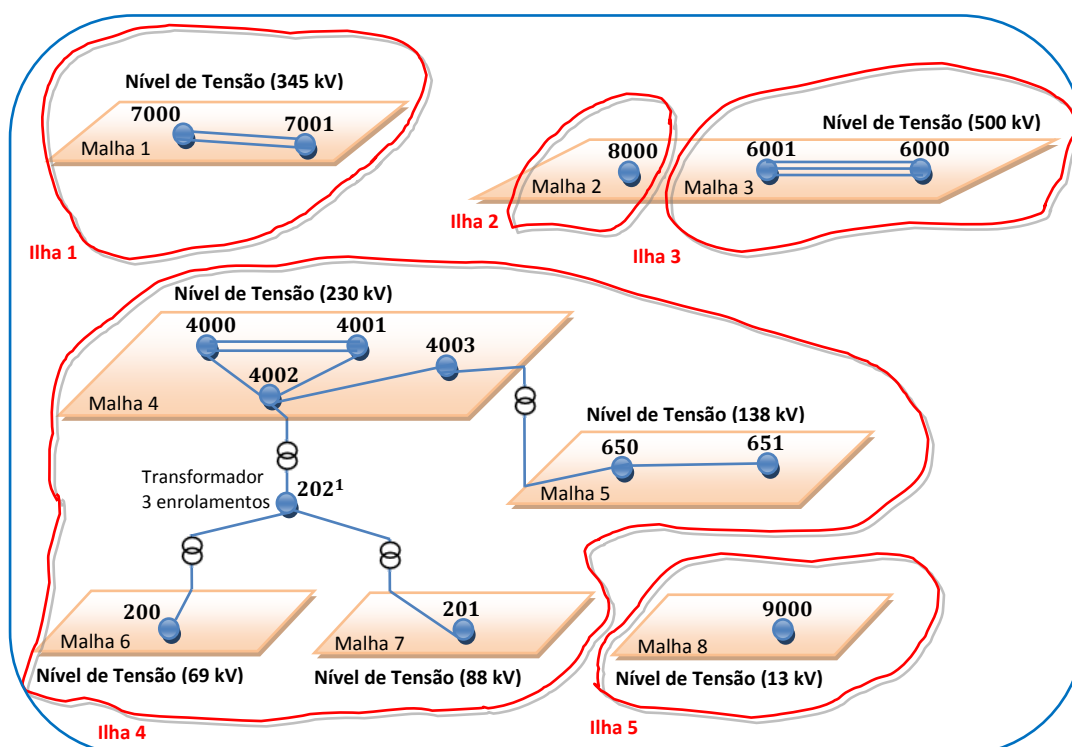 Nível de Tensão (345 kV)
7000
7001
Malha 1
Ilha 1
Nível de Tensão (500 kV)
8000
6001
6000
Malha 2
Malha 3
Ilha 2
Ilha 3
Nível de Tensão (230 kV)
4000
4001
4003
4002
Malha 4
Nível de Tensão (138 kV)
650
651
Malha 5
Transformador
3 enrolamentos
202¹
200
Malha 6
Nível de Tensão (69 kV)
201
Malha 7
Nível de Tensão (88 kV)
Ilha 4
9000
Malha 8
Nível de Tensão (13 kV)
Ilha 5